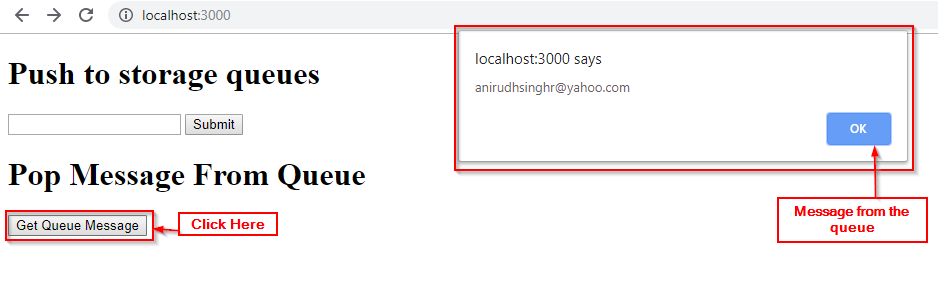 localhost:3000
Push to storage queues
Submit
Pop Message From Queue
Get Queue Message
Click Here
localhost:3000 says
anirudhsinghr@yahoo.com
OK
Message from the
queue